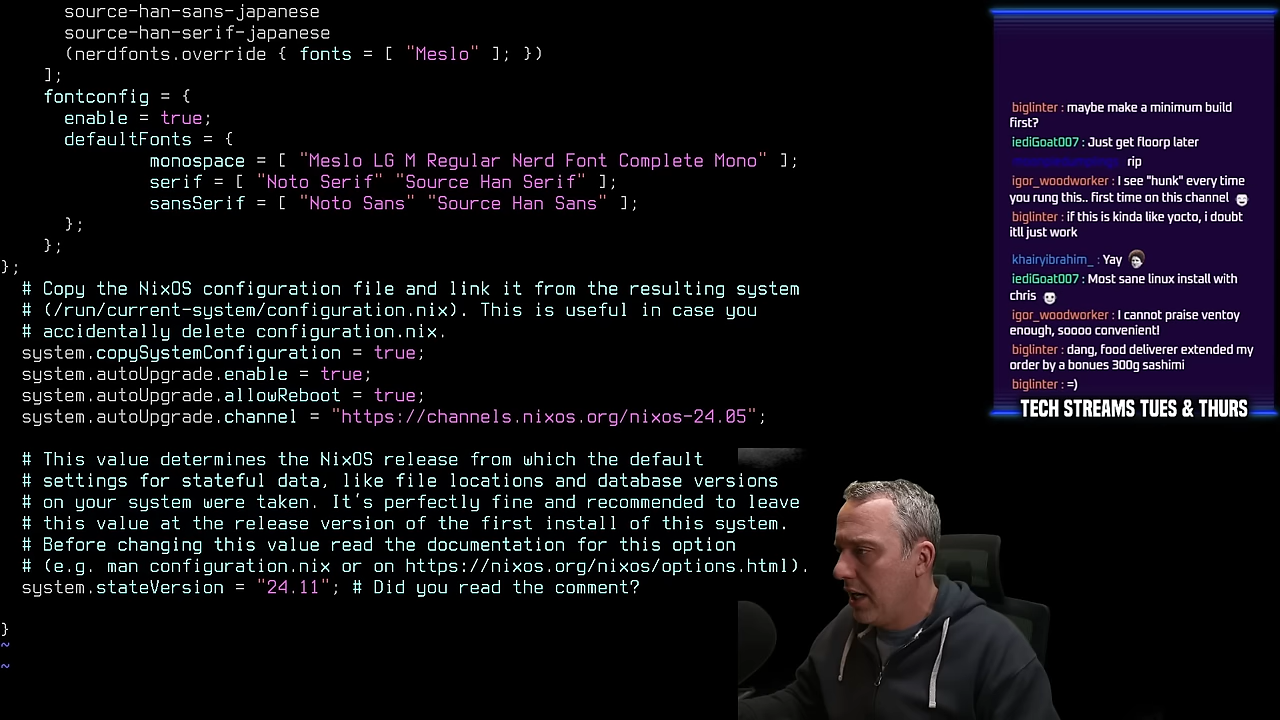 source-han-sans-japanese
source-han-serif-japanese
(nerdfonts.override { fonts = [ "Meslo" ]; })
];
fontconfig = {
enable = true;
defaultFonts = {
monospace = [ "Meslo LG M Regular Nerd Font Complete Mono" ];
serif = [ "Noto Serif" "Source Han Serif" ];
sansSerif = [ "Noto Sans" "Source Han Sans" ];
};
};
};
# Copy the NixOS configuration file and link it from the resulting system
# (/run/current-system/configuration.nix). This is useful in case you
# accidentally delete configuration.nix.
system.copySystemConfiguration = true;
system.autoUpgrade.enable = true;
system.autoUpgrade.allowReboot = true;
system.autoUpgrade.channel = "https://channels.nixos.org/nixos-24.05";
# This value determines the NixOS release from which the default
# settings for stateful data, like file locations and database versions
# on your system were taken. It's perfectly fine and recommended to leave
# this value at the release version of the first install of this system.
# Before changing this value read the documentation for this option
# (e.g. man configuration.nix or on https://nixos.org/nixos/options.html).
system.stateVersion = "24.11"; # Did you read the comment?
}
~
~
biglinter : maybe make a minimum build
first?
iediGoat007 : Just get floorp later
rip
igor_woodworker : I see "hunk" every time
you rung this.. first time on this channel
biglinter : if this is kinda like yocto, i doubt
itll just work
khairyibrahim_ : Yay
iediGoat007 : Most sane linux install with
chris
igor_woodworker : I cannot praise ventoy
enough, soooo convenient!
biglinter : dang, food deliverer extended my
order by a bonues 300g sashimi
biglinter : =)
TECH STREAMS TUES & THURS